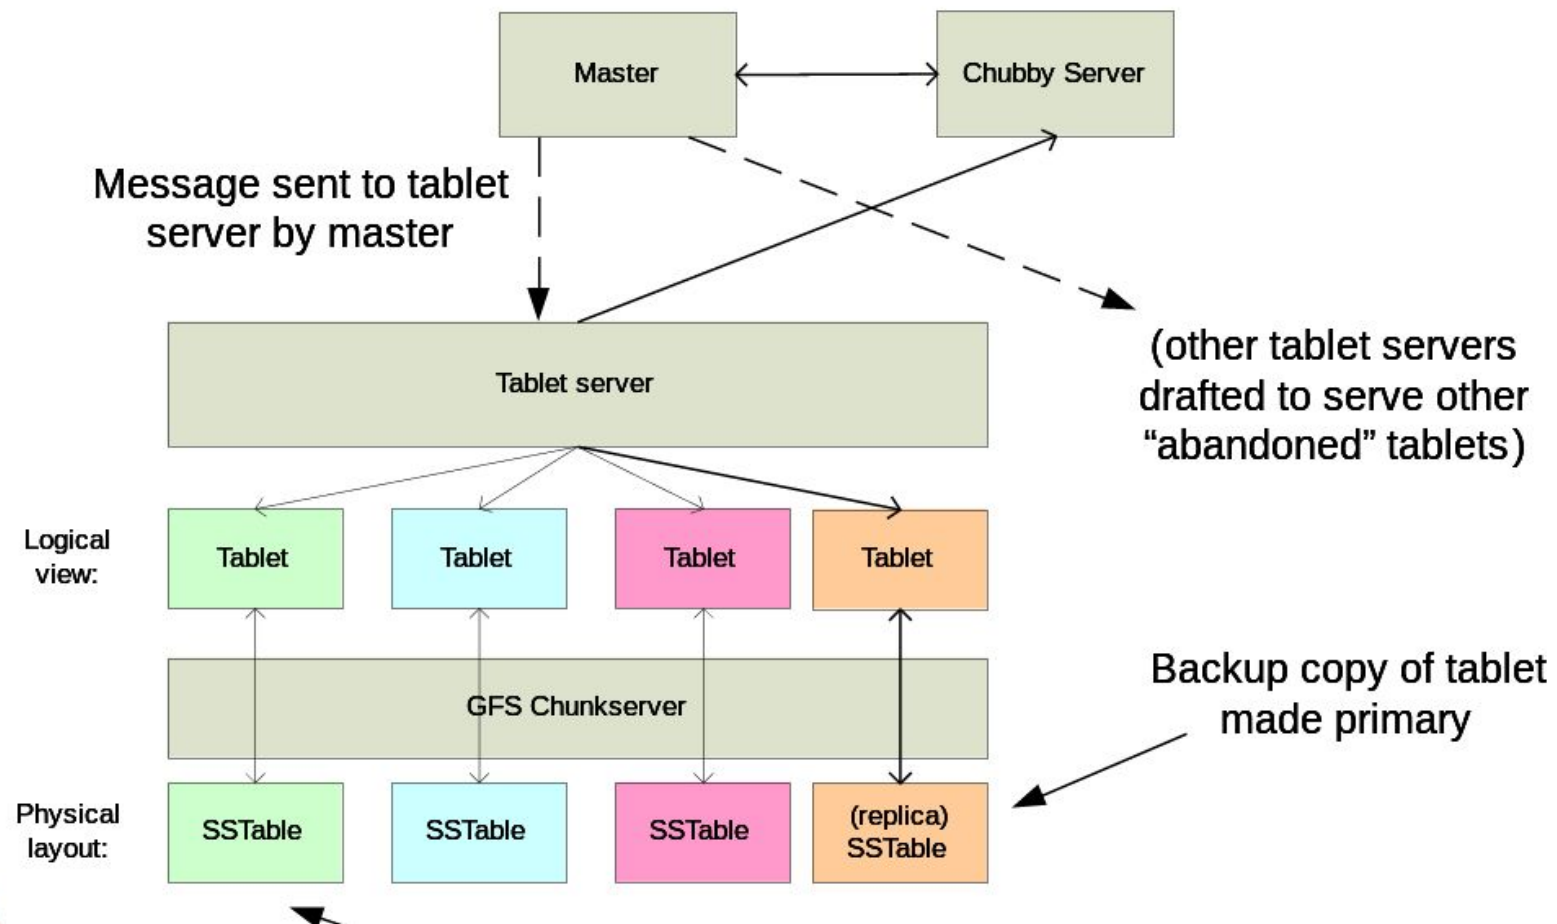 Master
Chubby Server
Message sent to tablet
server by master
Tablet server
(other tablet servers
drafted to serve other
“abandoned” tablets)
Logical
view:
Tablet
Tablet
Tablet
Tablet
GFS Chunkserver
Backup copy of tablet
made primary
Physical
layout:
SSTable
SSTable
SSTable
(replica)
SSTable